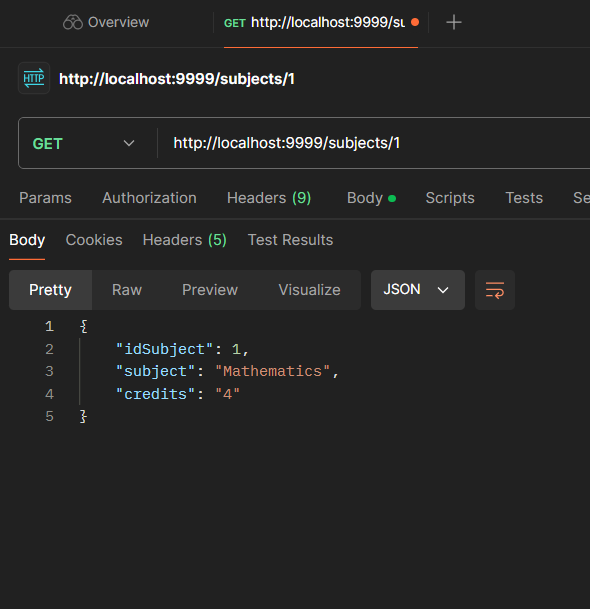 Overview
GET http://localhost:9999/su
HTTP http://localhost:9999/subjects/1
GET http://localhost:9999/subjects/1
Params Authorization Headers (9) Body Scripts Tests Se
Body Cookies Headers (5) Test Results
Pretty Raw Preview Visualize JSON
1 {
2 "idSubject": 1,
3 "subject": "Mathematics",
4 "credits": "4"
5 }